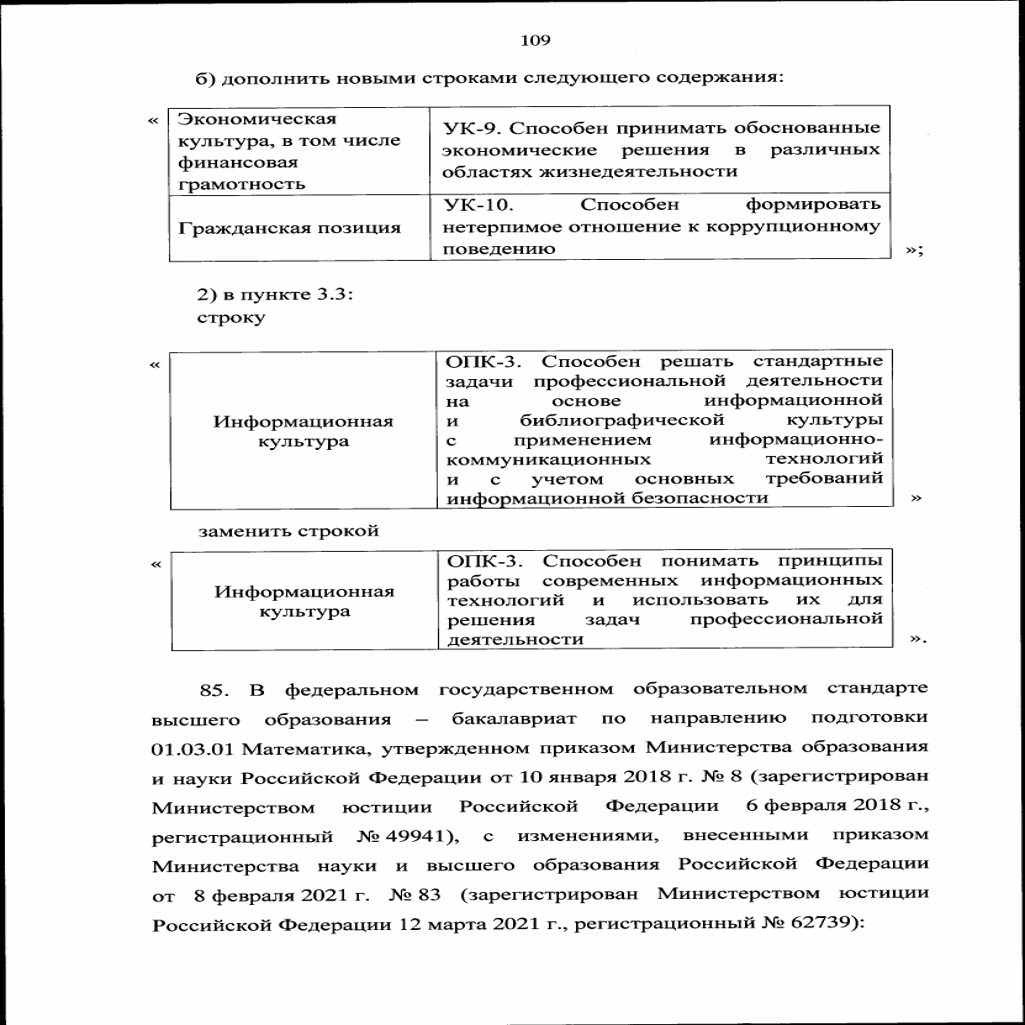 109
б) дополнить новыми строками следующего содержания:
«
Экономическая
культура, в том числе
финансовая
грамотность
УК-9. Способен принимать обоснованные
экономические решения в различных
областях жизнедеятельности
Гражданская позиция
УК-10. Способен формировать
нетерпимое отношение к коррупционному
поведению
»;
2) в пункте 3.3:
строку
«
Информационная
культура
ОПК-3. Способен решать стандартные
задачи профессиональной деятельности
на основе информационной
и библиографической культуры
с применением информационно-
коммуникационных технологий
и с учетом основных требований
информационной безопасности
»
заменить строкой
«
Информационная
культура
ОПК-3. Способен понимать принципы
работы современных информационных
технологий и использовать их для
решения задач профессиональной
деятельности
».
85. В федеральном государственном образовательном стандарте
высшего образования – бакалавриат по направлению подготовки
01.03.01 Математика, утвержденном приказом Министерства образования
и науки Российской Федерации от 10 января 2018 г. № 8 (зарегистрирован
Министерством юстиции Российской Федерации 6 февраля 2018 г.,
регистрационный № 49941), с изменениями, внесенными приказом
Министерства науки и высшего образования Российской Федерации
от 8 февраля 2021 г. № 83 (зарегистрирован Министерством юстиции
Российской Федерации 12 марта 2021 г., регистрационный № 62739):